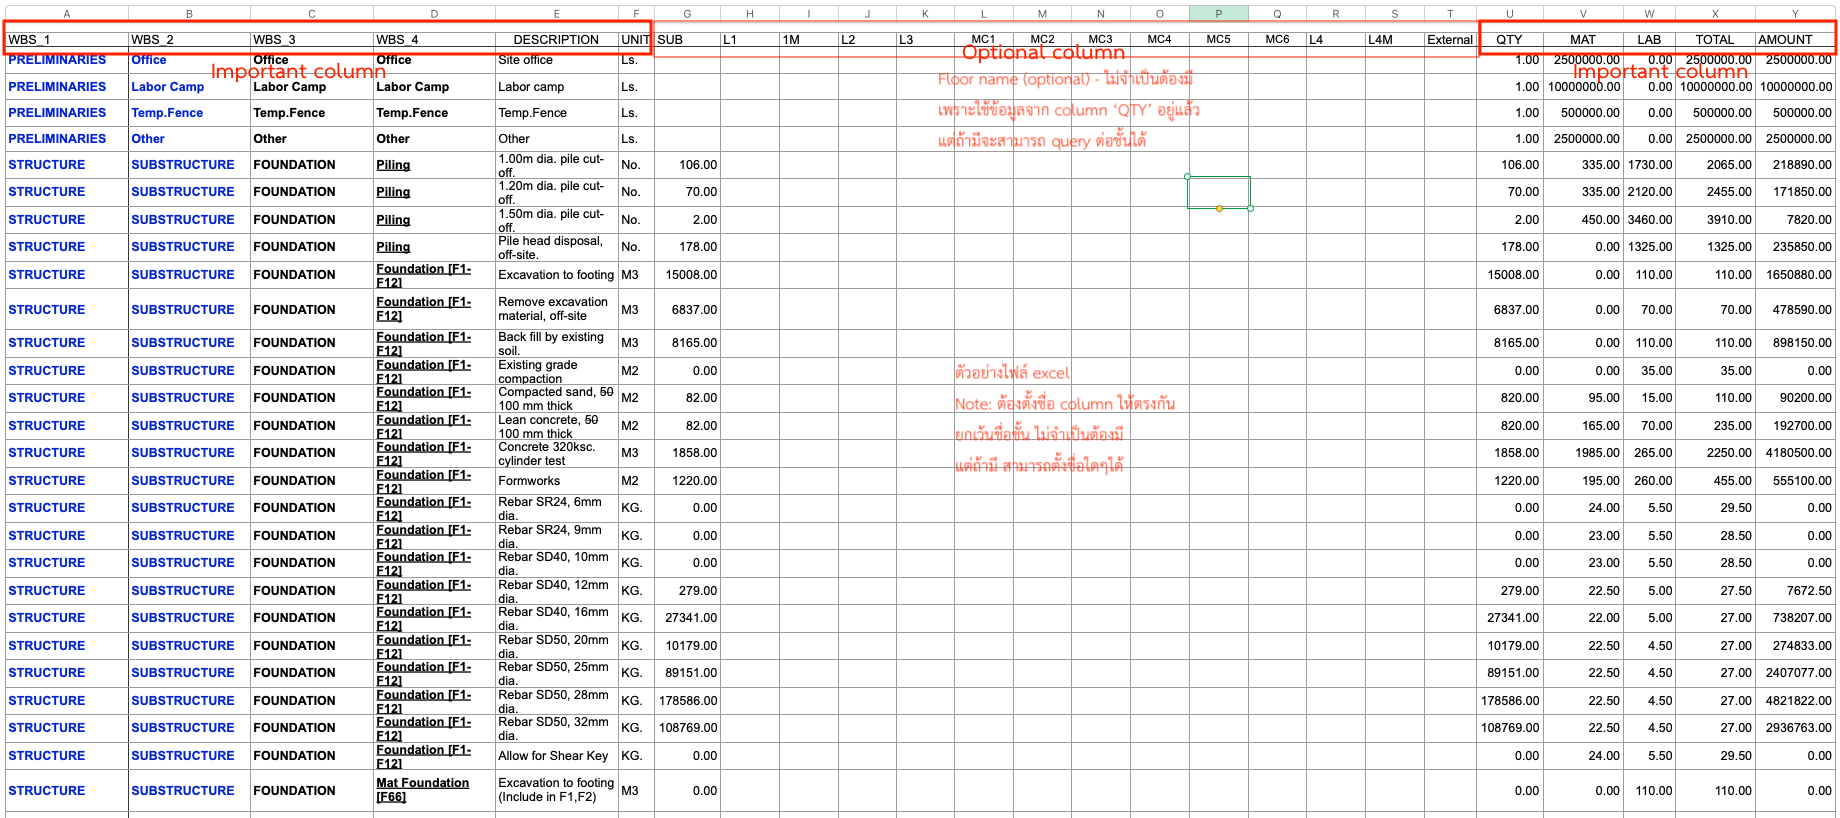 A B C D E F G H I J K L M N O P Q R S T U V W X Y
WBS_1 WBS_2 WBS_3 WBS_4 DESCRIPTION UNIT SUB L1 1M L2 L3 MC1 MC2 MC3 MC4 MC5 MC6 L4 L4M External QTY MAT LAB TOTAL AMOUNT
Important column
Optional column
Important column
Floor name (optional) - ไม่จำเป็นต้องมี
เพราะใช้ข้อมูลจาก column ‘QTY’ อยู่แล้ว
แต่ถ้ามีจะสามารถ query ต่อชั้นได้
PRELIMINARIES Office Office Office Site office Ls. 1.00 2500000.00 0.00 2500000.00 2500000.00
PRELIMINARIES Labor Camp Labor Camp Labor Camp Labor camp Ls. 1.00 10000000.00 0.00 10000000.00 10000000.00
PRELIMINARIES Temp.Fence Temp.Fence Temp.Fence Temp.Fence Ls. 1.00 500000.00 0.00 500000.00 500000.00
PRELIMINARIES Other Other Other Other Ls. 1.00 2500000.00 0.00 2500000.00 2500000.00
STRUCTURE SUBSTRUCTURE FOUNDATION Piling 1.00m dia. pile cut-off. No. 106.00 106.00 335.00 1730.00 2065.00 218890.00
STRUCTURE SUBSTRUCTURE FOUNDATION Piling 1.20m dia. pile cut-off. No. 70.00 70.00 335.00 2120.00 2455.00 171850.00
STRUCTURE SUBSTRUCTURE FOUNDATION Piling 1.50m dia. pile cut-off. No. 2.00 2.00 450.00 3460.00 3910.00 7820.00
STRUCTURE SUBSTRUCTURE FOUNDATION Piling Pile head disposal, off-site. No. 178.00 178.00 0.00 1325.00 1325.00 235850.00
STRUCTURE SUBSTRUCTURE FOUNDATION Foundation [F1-F12] Excavation to footing M3 15008.00 15008.00 0.00 110.00 110.00 1650880.00
STRUCTURE SUBSTRUCTURE FOUNDATION Foundation [F1-F12] Remove excavation material, off-site M3 6837.00 6837.00 0.00 70.00 70.00 478590.00
STRUCTURE SUBSTRUCTURE FOUNDATION Foundation [F1-F12] Back fill by existing soil. M3 8165.00 8165.00 0.00 110.00 110.00 898150.00
STRUCTURE SUBSTRUCTURE FOUNDATION Foundation [F1-F12] Existing grade compaction M2 0.00 0.00 0.00 35.00 35.00 0.00
STRUCTURE SUBSTRUCTURE FOUNDATION Foundation [F1-F12] Compacted sand, 50 100 mm thick M2 82.00 820.00 95.00 15.00 110.00 90200.00
STRUCTURE SUBSTRUCTURE FOUNDATION Foundation [F1-F12] Lean concrete, 50 100 mm thick M2 82.00 820.00 165.00 70.00 235.00 192700.00
STRUCTURE SUBSTRUCTURE FOUNDATION Foundation [F1-F12] Concrete 320ksc. cylinder test M3 1858.00 1858.00 1985.00 265.00 2250.00 4180500.00
STRUCTURE SUBSTRUCTURE FOUNDATION Foundation [F1-F12] Formworks M2 1220.00 1220.00 195.00 260.00 455.00 555100.00
ตัวอย่างไฟล์ excel
Note: ต้องตั้งชื่อ column ให้ตรงกัน
ยกเว้นชื่อชั้น ไม่จำเป็นต้องมี
แต่ถ้ามี สามารถตั้งชื่อใดๆได้
STRUCTURE SUBSTRUCTURE FOUNDATION Foundation [F1-F12] Rebar SR24, 6mm dia. KG. 0.00 0.00 24.00 5.50 29.50 0.00
STRUCTURE SUBSTRUCTURE FOUNDATION Foundation [F1-F12] Rebar SR24, 9mm dia. KG. 0.00 0.00 23.00 5.50 28.50 0.00
STRUCTURE SUBSTRUCTURE FOUNDATION Foundation [F1-F12] Rebar SD40, 10mm dia. KG. 0.00 0.00 23.00 5.50 28.50 0.00
STRUCTURE SUBSTRUCTURE FOUNDATION Foundation [F1-F12] Rebar SD40, 12mm dia. KG. 279.00 279.00 22.50 5.00 27.50 7672.50
STRUCTURE SUBSTRUCTURE FOUNDATION Foundation [F1-F12] Rebar SD40, 16mm dia. KG. 27341.00 27341.00 22.00 5.00 27.00 738207.00
STRUCTURE SUBSTRUCTURE FOUNDATION Foundation [F1-F12] Rebar SD50, 20mm dia. KG. 10179.00 10179.00 22.50 4.50 27.00 274833.00
STRUCTURE SUBSTRUCTURE FOUNDATION Foundation [F1-F12] Rebar SD50, 25mm dia. KG. 89151.00 89151.00 22.50 4.50 27.00 2407077.00
STRUCTURE SUBSTRUCTURE FOUNDATION Foundation [F1-F12] Rebar SD50, 28mm dia. KG. 178586.00 178586.00 22.50 4.50 27.00 4821822.00
STRUCTURE SUBSTRUCTURE FOUNDATION Foundation [F1-F12] Rebar SD50, 32mm dia. KG. 108769.00 108769.00 22.50 4.50 27.00 2936763.00
STRUCTURE SUBSTRUCTURE FOUNDATION Foundation [F1-F12] Allow for Shear Key KG. 0.00 0.00 24.00 5.50 29.50 0.00
STRUCTURE SUBSTRUCTURE FOUNDATION Mat Foundation [F66] Excavation to footing (Include in F1,F2) M3 0.00 0.00 0.00 110.00 110.00 0.00